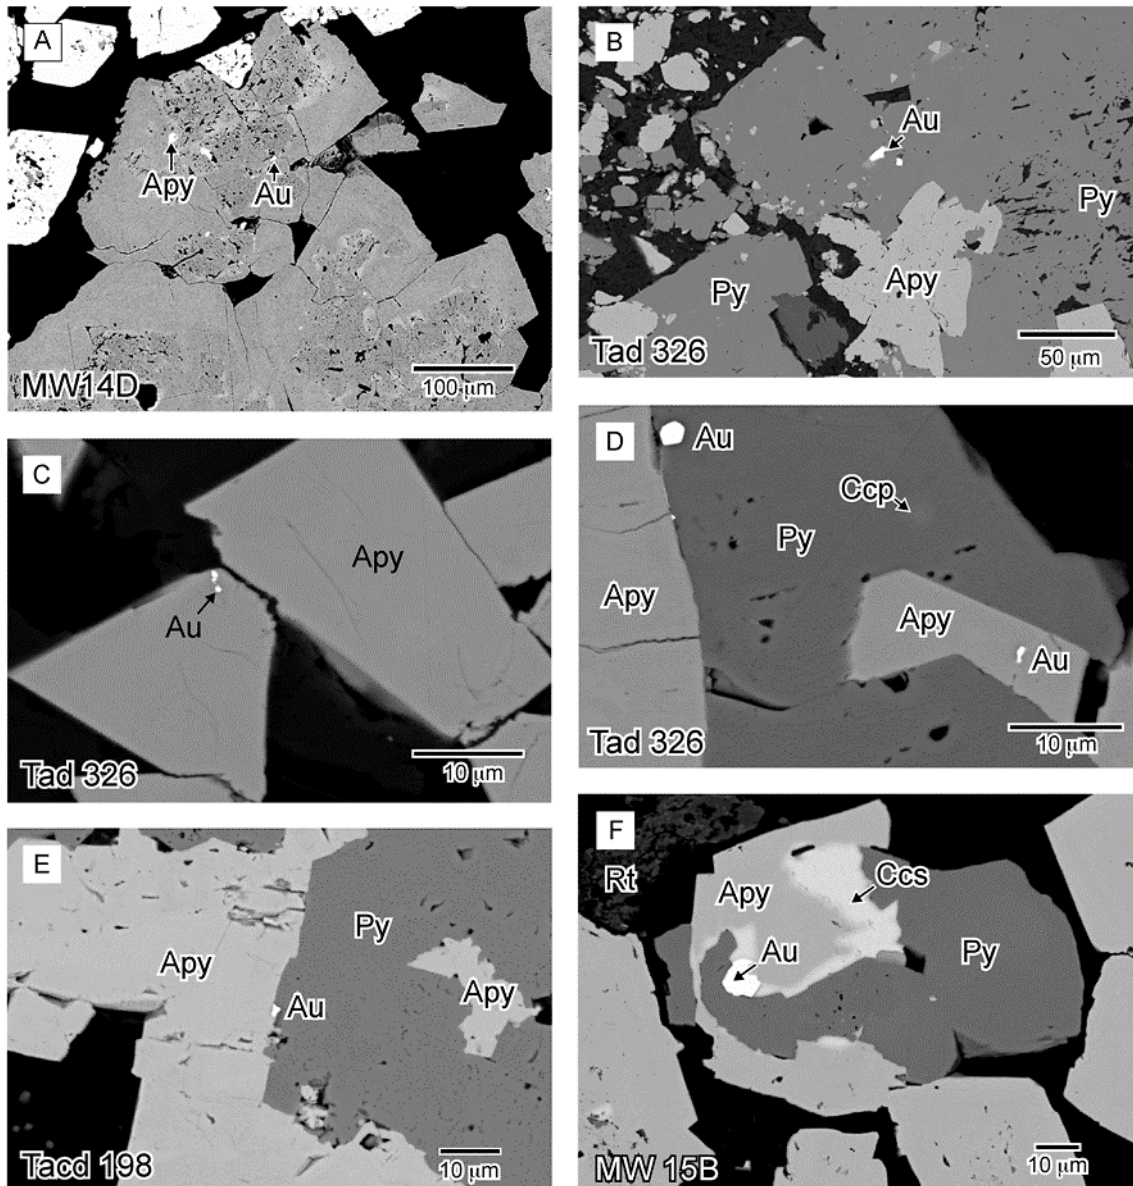 A
Apy
Au
MW14D
100 μm
B
Au
Py
Py
Apy
Tad 326
50 μm
C
Apy
Au
Tad 326
10 μm
D
Au
Ccp
Py
Apy
Apy
Au
Tad 326
10 μm
E
Py
Apy
Apy
Au
Tacd 198
10 μm
F
Rt
Ccs
Apy
Au
Py
MW 15B
10 μm